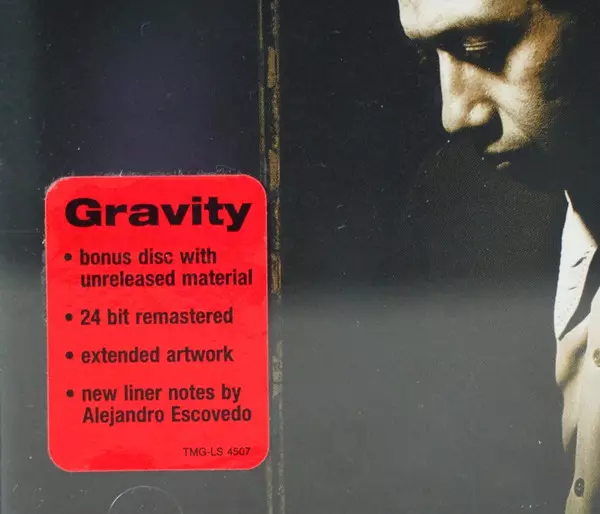 Gravity
• bonus disc with
unreleased material
• 24 bit remastered
• extended artwork
• new liner notes by
Alejandro Escovedo
TMG-LS 4507